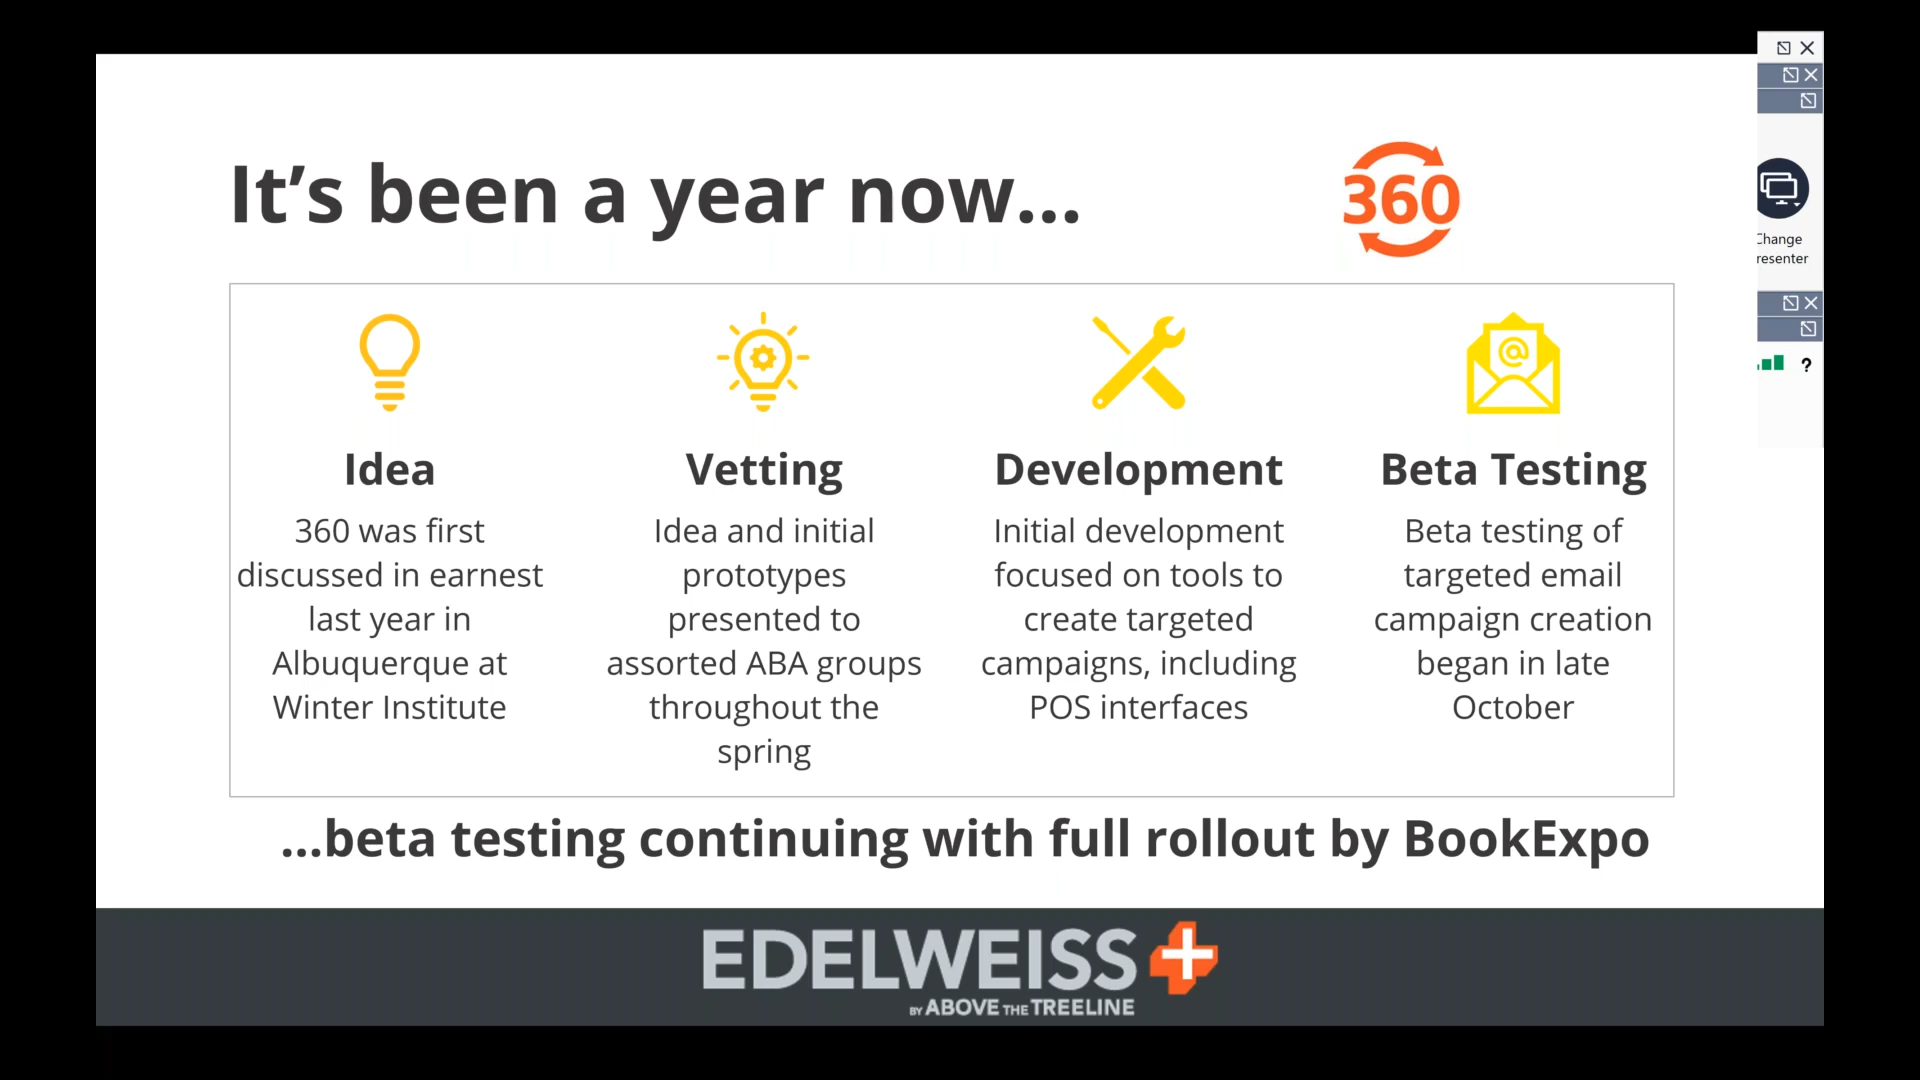 It’s been a year now...
360
Idea
360 was first
discussed in earnest
last year in
Albuquerque at
Winter Institute
Vetting
Idea and initial
prototypes
presented to
assorted ABA groups
throughout the
spring
Development
Initial development
focused on tools to
create targeted
campaigns, including
POS interfaces
Beta Testing
Beta testing of
targeted email
campaign creation
began in late
October
...beta testing continuing with full rollout by BookExpo
EDELWEISS+
BY ABOVE THE TREELINE
Change
resenter
?